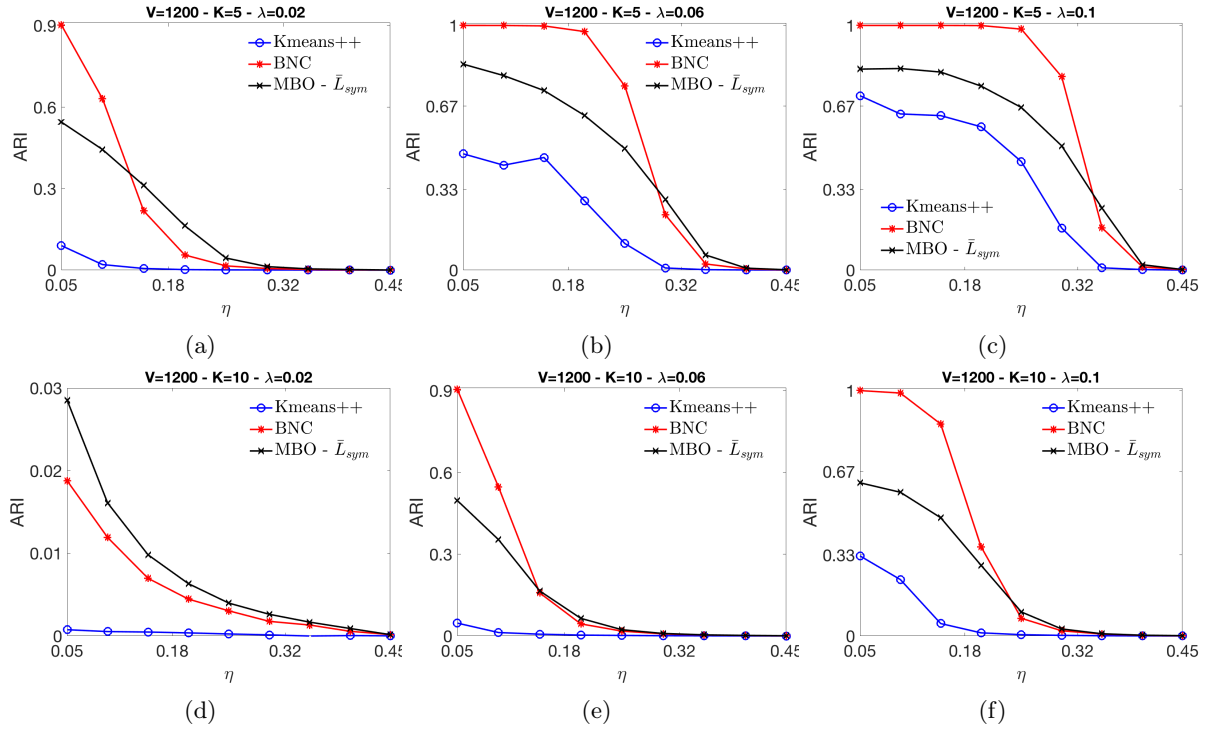 V=1200 - K=5 - λ=0.02
0.9
0.6
0.3
0
ARI
Kmeans++
BNC
MBO - L̄sym
0.05
0.18
0.32
0.45
η
(a)
V=1200 - K=5 - λ=0.06
1
0.67
0.33
0
ARI
Kmeans++
BNC
MBO - L̄sym
0.05
0.18
0.32
0.45
η
(b)
V=1200 - K=5 - λ=0.1
1
0.67
0.33
0
ARI
Kmeans++
BNC
MBO - L̄sym
0.05
0.18
0.32
0.45
η
(c)
V=1200 - K=10 - λ=0.02
0.03
0.02
0.01
0
ARI
Kmeans++
BNC
MBO - L̄sym
0.05
0.18
0.32
0.45
η
(d)
V=1200 - K=10 - λ=0.06
0.9
0.6
0.3
0
ARI
Kmeans++
BNC
MBO - L̄sym
0.05
0.18
0.32
0.45
η
(e)
V=1200 - K=10 - λ=0.1
1
0.67
0.33
0
ARI
Kmeans++
BNC
MBO - L̄sym
0.05
0.18
0.32
0.45
η
(f)